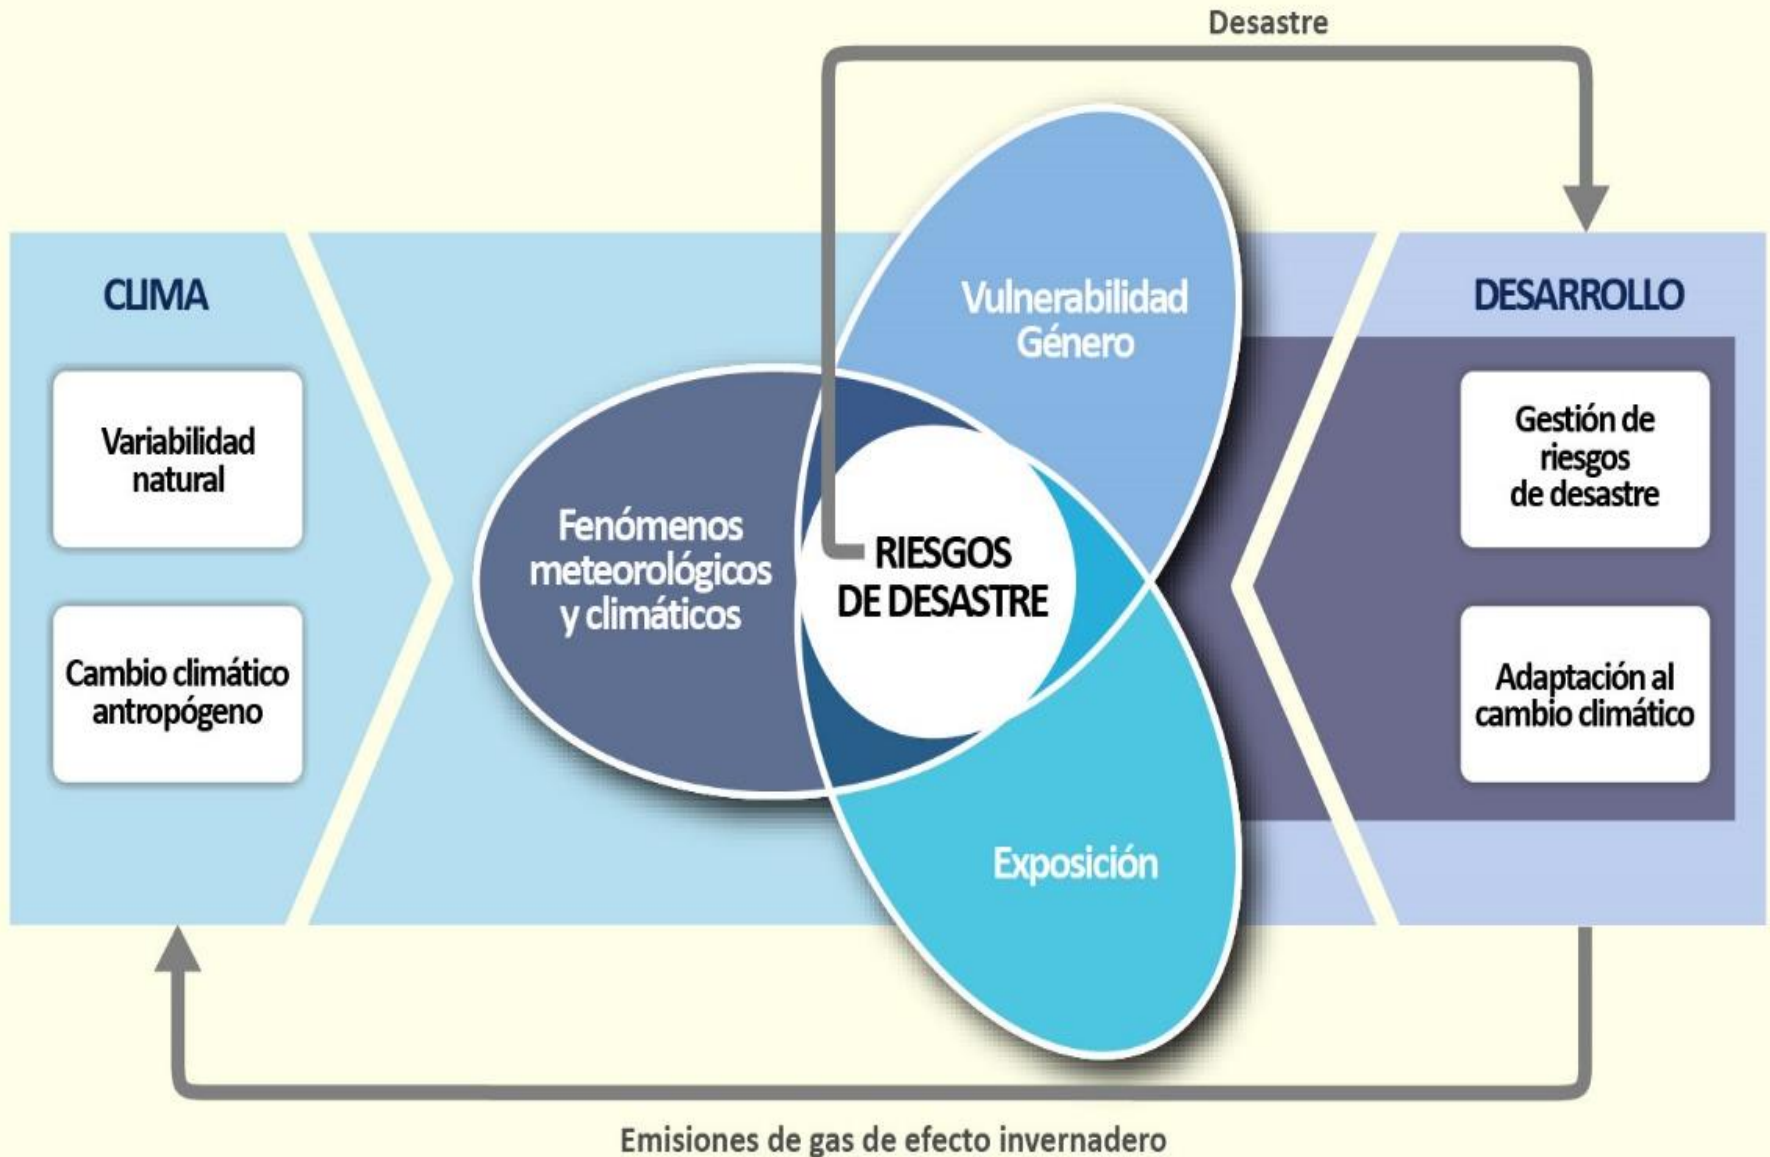 Desastre
CLIMA
Variabilidad
natural
Cambio climático
antropógeno
Fenómenos
meteorológicos
y climáticos
Vulnerabilidad
Género
RIESGOS
DE DESASTRE
Exposición
DESARROLLO
Gestión de
riesgos
de desastre
Adaptación al
cambio climático
Emisiones de gas de efecto invernadero